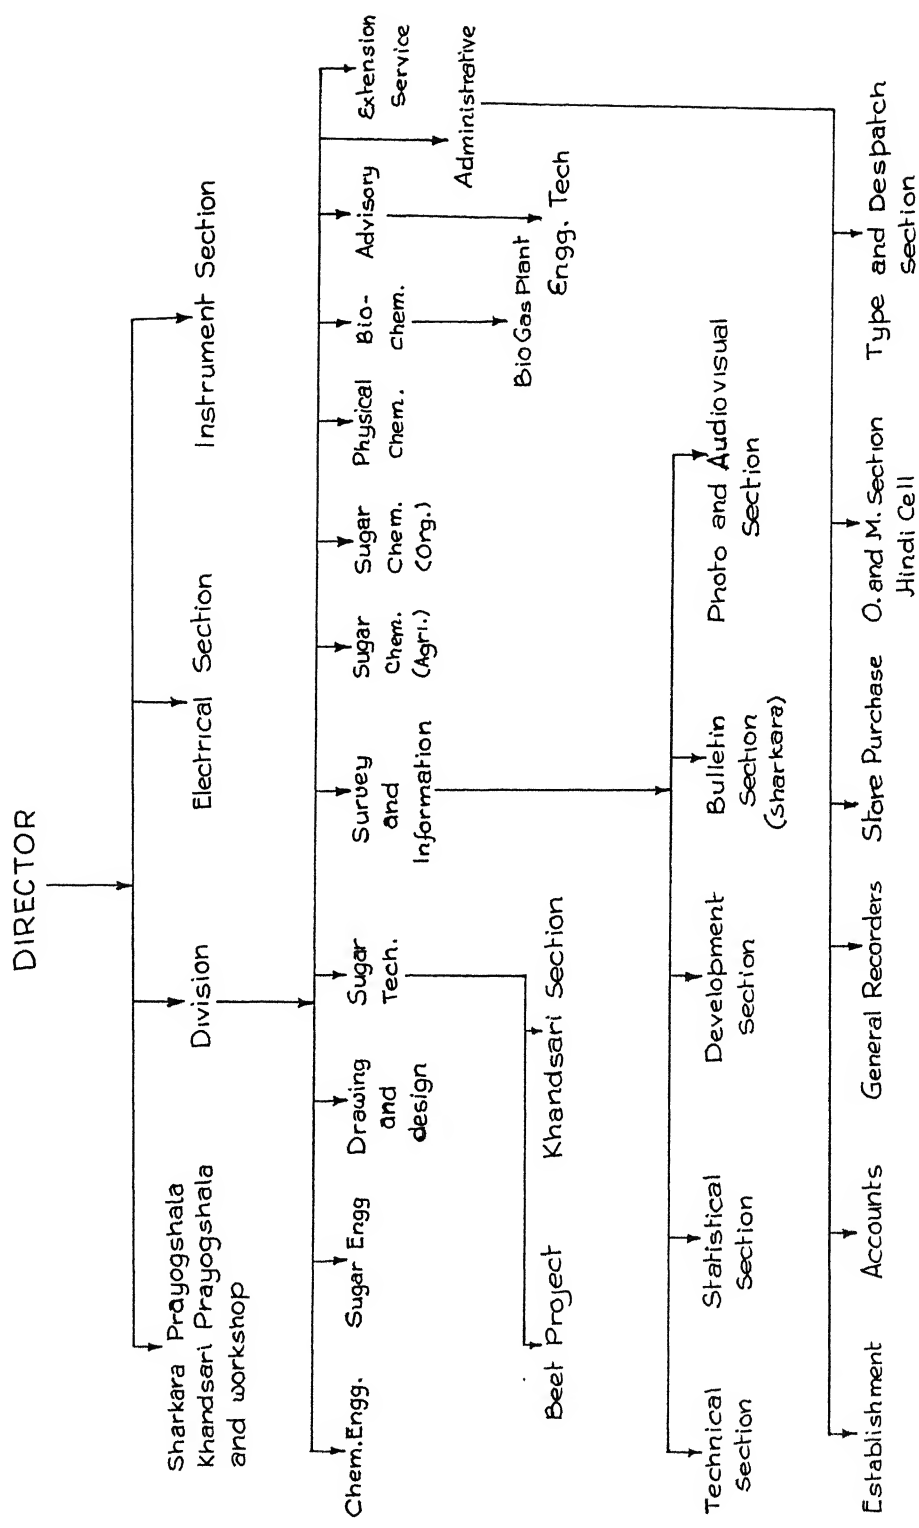 DIRECTOR
Sharkara Prayogshala
Khandsari Prayogshala
and workshop
Division
Electrical Section
Instrument Section
Chem.Engg.
Sugar Engg
Drawing
and
design
Sugar
Tech.
Survey
and
Information
Sugar
Chem.
(Agri.)
Sugar
Chem.
(Org.)
Physical
Chem.
Bio-
Chem.
Advisory
Administrative
Extension
Service
Beet Project
Khandsari Section
Bio Gas Plant
Engg. Tech
Technical
Section
Statistical
Section
Development
Section
Bulletin
Section
(Sharkara)
Photo and Audiovisual
Section
Establishment
Accounts
General Recorders
Store Purchase
O. and M. Section
Hindi Cell
Type and Despatch
Section